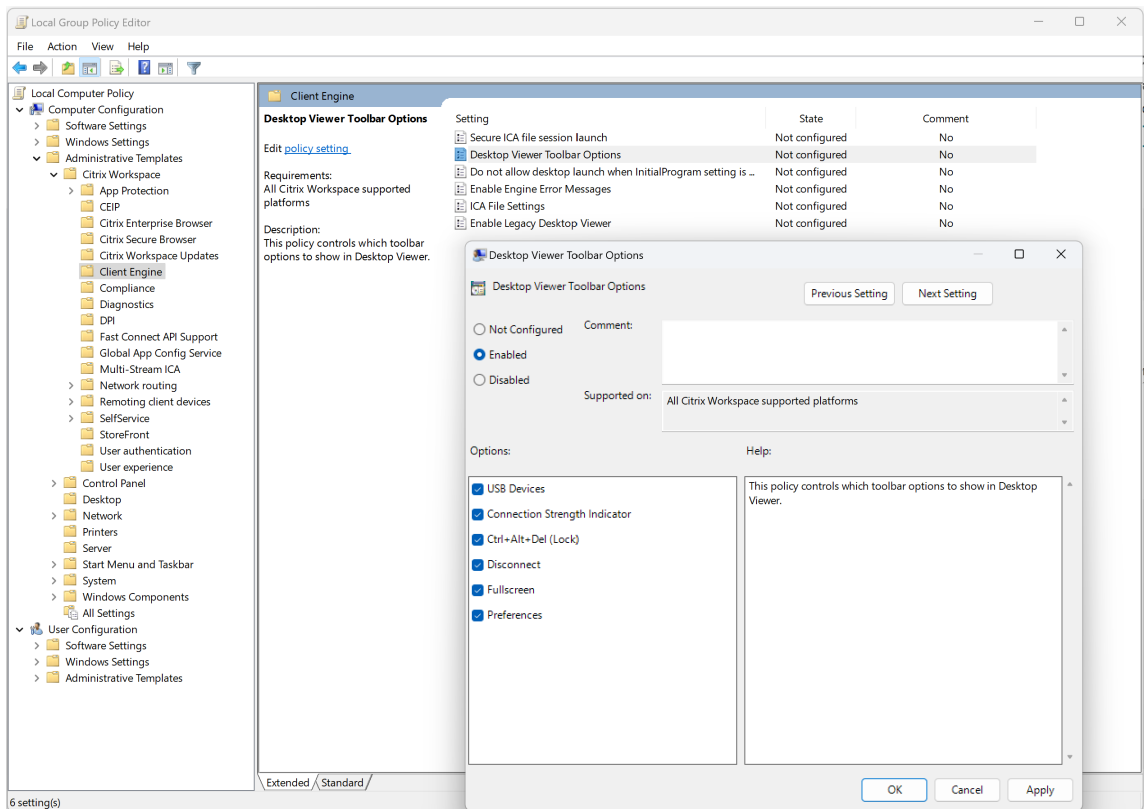 Local Group Policy Editor
File Action View Help
Local Computer Policy
Computer Configuration
Software Settings
Windows Settings
Administrative Templates
Citrix Workspace
App Protection
CEIP
Citrix Enterprise Browser
Citrix Secure Browser
Citrix Workspace Updates
Client Engine
Compliance
Diagnostics
DPI
Fast Connect API Support
Global App Config Service
Multi-Stream ICA
Network routing
Remoting client devices
SelfService
StoreFront
User authentication
User experience
Control Panel
Desktop
Network
Printers
Server
Start Menu and Taskbar
System
Windows Components
All Settings
User Configuration
Software Settings
Windows Settings
Administrative Templates
Client Engine
Desktop Viewer Toolbar Options
Edit policy setting
Requirements:
All Citrix Workspace supported
platforms
Description:
This policy controls which toolbar
options to show in Desktop Viewer.
Setting State Comment
Secure ICA file session launch Not configured No
Desktop Viewer Toolbar Options Not configured No
Do not allow desktop launch when InitialProgram setting is ... Not configured No
Enable Engine Error Messages Not configured No
ICA File Settings Not configured No
Enable Legacy Desktop Viewer Not configured No
Desktop Viewer Toolbar Options
Desktop Viewer Toolbar Options
Previous Setting Next Setting
Not Configured Comment:
Enabled
Disabled
Supported on: All Citrix Workspace supported platforms
Options: Help:
USB Devices
Connection Strength Indicator
Ctrl+Alt+Del (Lock)
Disconnect
Fullscreen
Preferences
This policy controls which toolbar options to show in Desktop
Viewer.
OK Cancel Apply
Extended Standard
6 setting(s)